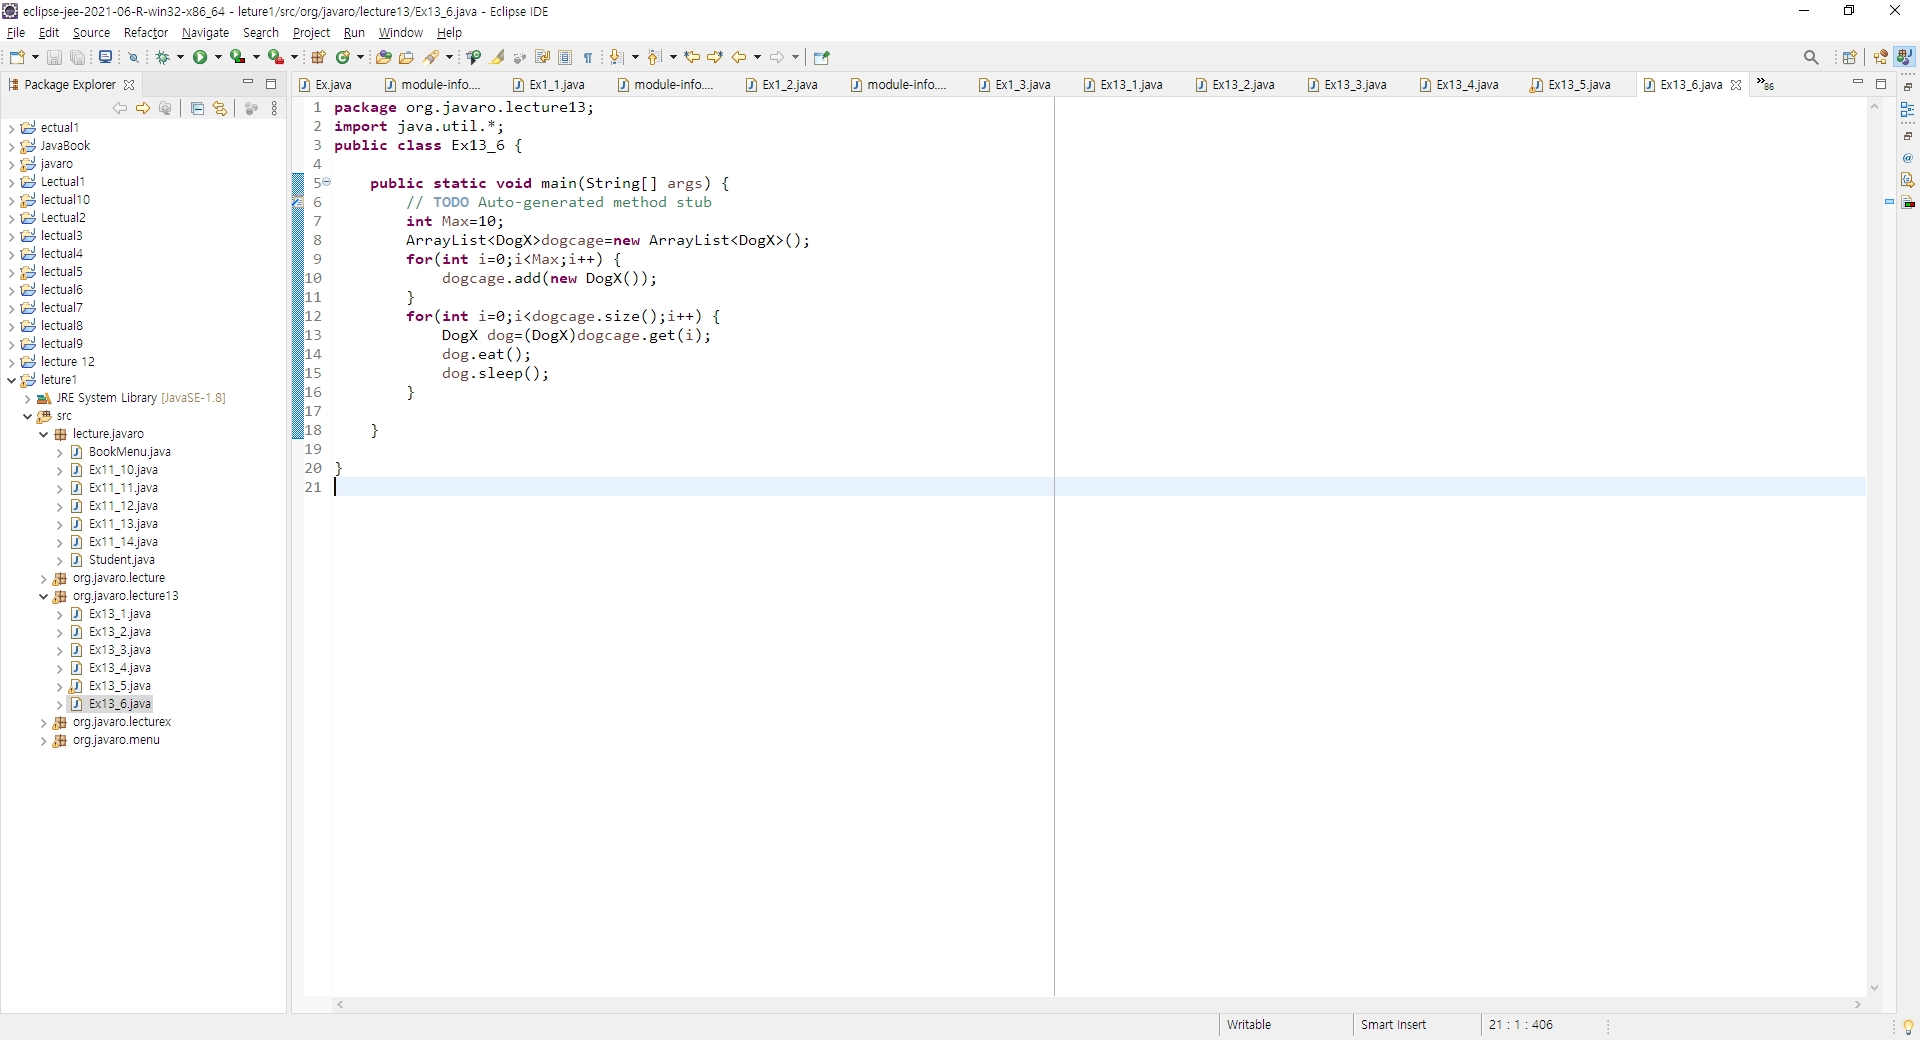 eclipse-jee-2021-06-R-win32-x86_64 - leture1/src/org/javaro/lecture13/Ex13_6.java - Eclipse IDE
File Edit Source Refactor Navigate Search Project Run Window Help
Package Explorer
Ex.java module-info.... Ex1_1.java module-info.... Ex1_2.java module-info.... Ex1_3.java Ex13_1.java Ex13_2.java Ex13_3.java Ex13_4.java Ex13_5.java Ex13_6.java »86
ectual1
JavaBook
javaro
Lectual1
lectual10
Lectual2
lectual3
lectual4
lectual5
lectual6
lectual7
lectual8
lectual9
lecture 12
leture1
JRE System Library [JavaSE-1.8]
src
lecture.javaro
BookMenu.java
Ex11_10.java
Ex11_11.java
Ex11_12.java
Ex11_13.java
Ex11_14.java
Student.java
org.javaro.lecture
org.javaro.lecture13
Ex13_1.java
Ex13_2.java
Ex13_3.java
Ex13_4.java
Ex13_5.java
Ex13_6.java
org.javaro.lecturex
org.javaro.menu
1 package org.javaro.lecture13;
2 import java.util.*;
3 public class Ex13_6 {
4
5 public static void main(String[] args) {
6 // TODO Auto-generated method stub
7 int Max=10;
8 ArrayList<DogX>dogcage=new ArrayList<DogX>();
9 for(int i=0;i<Max;i++) {
10 dogcage.add(new DogX());
11 }
12 for(int i=0;i<dogcage.size();i++) {
13 DogX dog=(DogX)dogcage.get(i);
14 dog.eat();
15 dog.sleep();
16 }
17
18 }
19
20 }
21
Writable Smart Insert 21 : 1 : 406